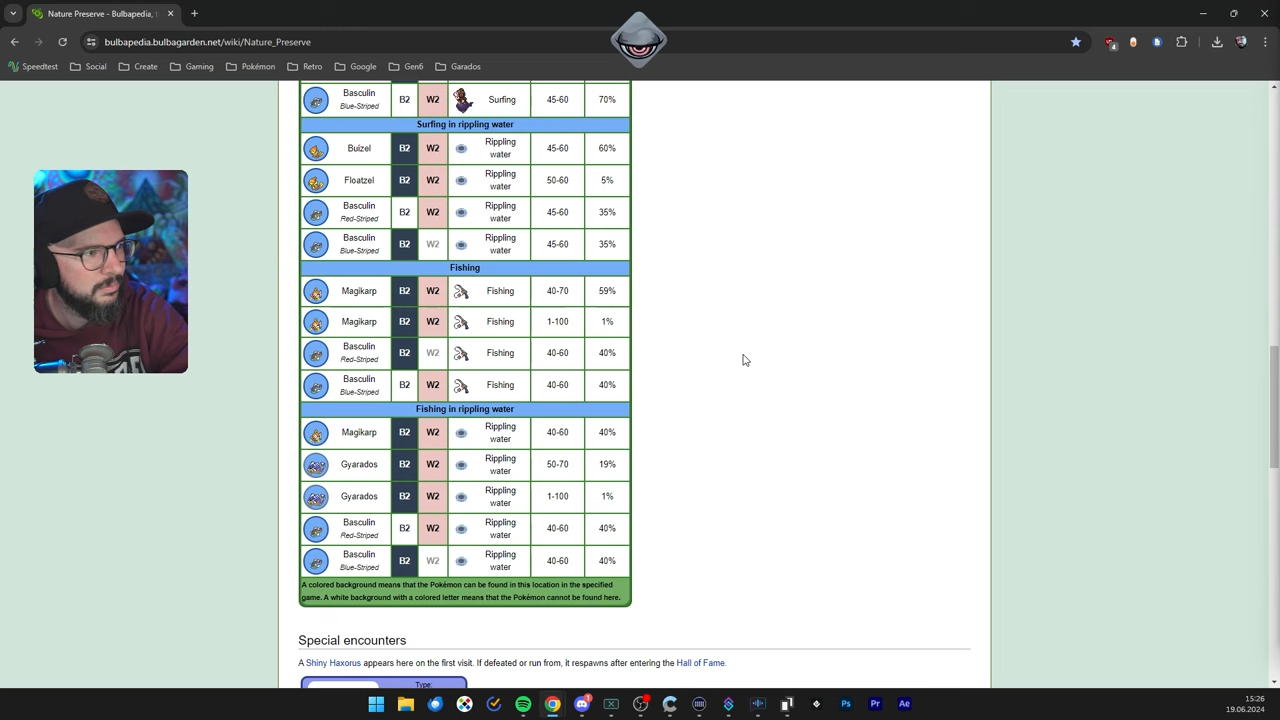 Nature Preserve - Bulbapedia, t
bulbapedia.bulbagarden.net/wiki/Nature_Preserve
4
Speedtest Social Create Gaming Pokémon Retro Google Gen6 Garados
Basculin
Blue-Striped B2 W2 Surfing 45-60 70%
Surfing in rippling water
Buizel B2 W2 Rippling
water 45-60 60%
Floatzel B2 W2 Rippling
water 50-60 5%
Basculin
Red-Striped B2 W2 Rippling
water 45-60 35%
Basculin
Blue-Striped B2 W2 Rippling
water 45-60 35%
Fishing
Magikarp B2 W2 Fishing 40-70 59%
Magikarp B2 W2 Fishing 1-100 1%
Basculin
Red-Striped B2 W2 Fishing 40-60 40%
Basculin
Blue-Striped B2 W2 Fishing 40-60 40%
Fishing in rippling water
Magikarp B2 W2 Rippling
water 40-60 40%
Gyarados B2 W2 Rippling
water 50-70 19%
Gyarados B2 W2 Rippling
water 1-100 1%
Basculin
Red-Striped B2 W2 Rippling
water 40-60 40%
Basculin
Blue-Striped B2 W2 Rippling
water 40-60 40%
A colored background means that the Pokémon can be found in this location in the specified
game. A white background with a colored letter means that the Pokémon cannot be found here.
Special encounters
A Shiny Haxorus appears here on the first visit. If defeated or run from, it respawns after entering the Hall of Fame.
Type:
1
Ps Pr Ae
15:26
19.06.2024